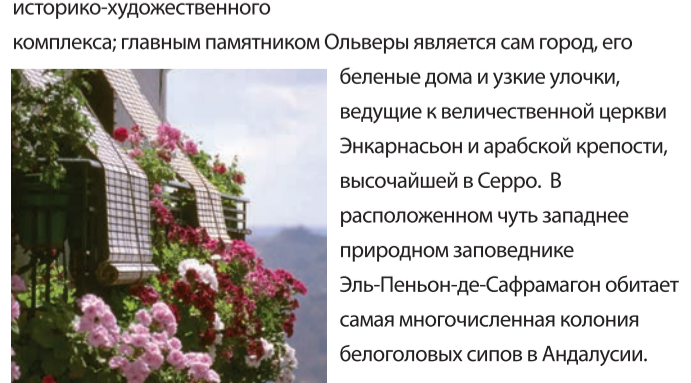 историко-художественного
комплекса; главным памятником Ольверы является сам город, его
беленые дома и узкие улочки,
ведущие к величественной церкви
Энкарнасьон и арабской крепости,
высочайшей в Серро. В
расположенном чуть западнее
природном заповеднике
Эль-Пеньон-де-Сафрамагон обитает
самая многочисленная колония
белоголовых сипов в Андалусии.